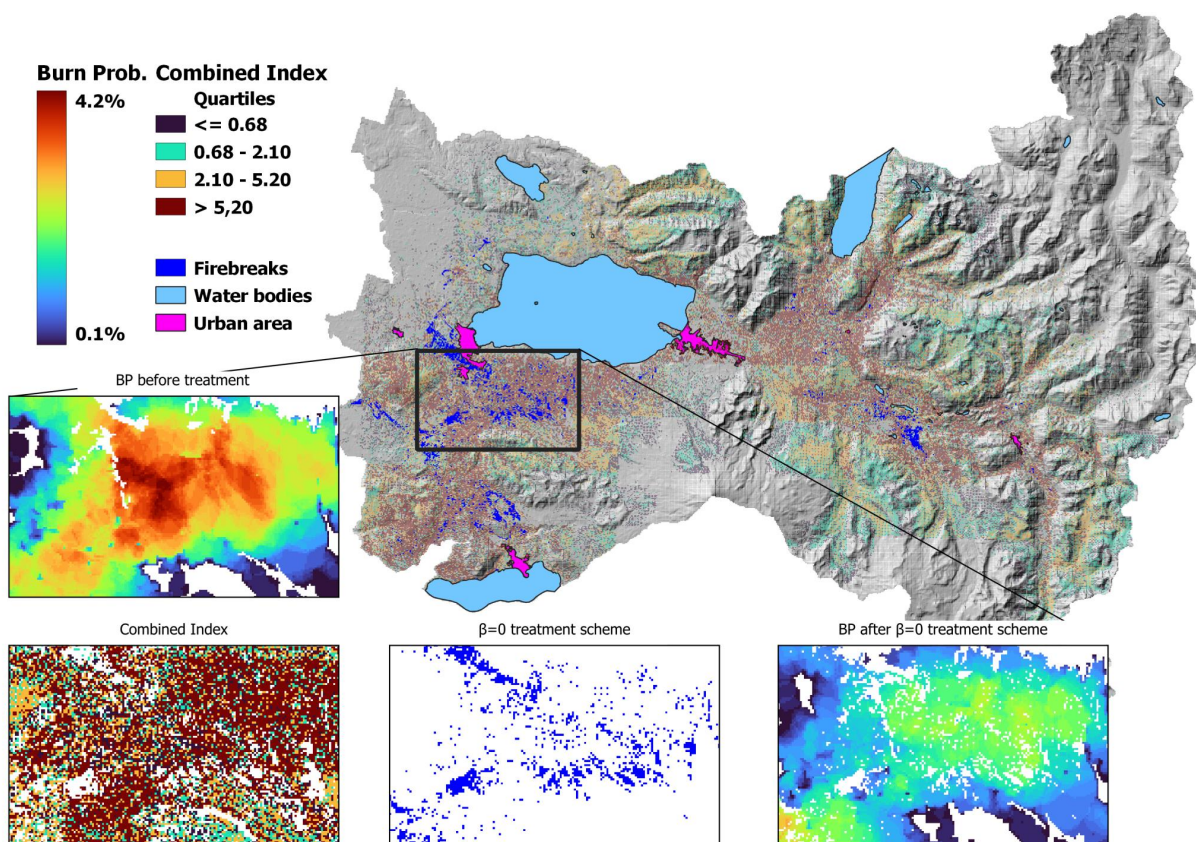 Burn Prob.
4.2%
0.1%
Combined Index
Quartiles
<= 0.68
0.68 - 2.10
2.10 - 5.20
> 5,20
Firebreaks
Water bodies
Urban area
BP before treatment
Combined Index
β=0 treatment scheme
BP after β=0 treatment scheme